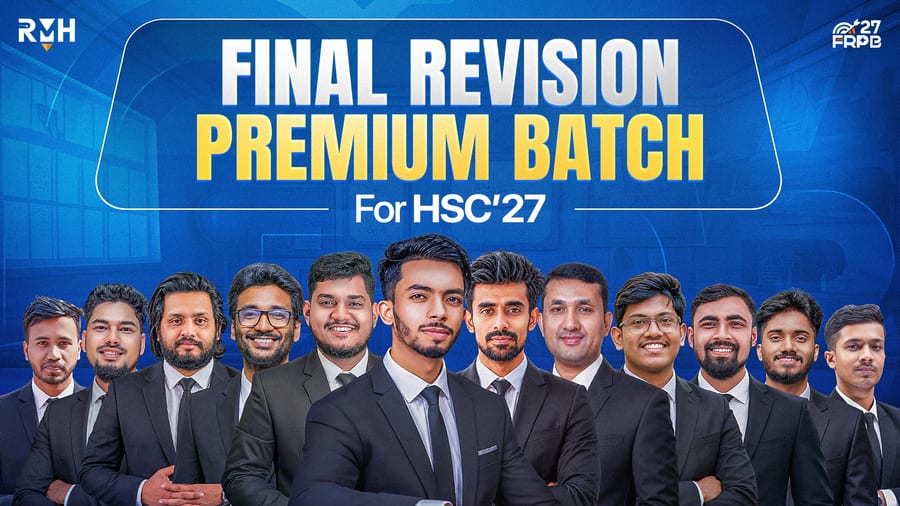 RMH
'27
FRPB
FINAL REVISION
PREMIUM BATCH
For HSC'27